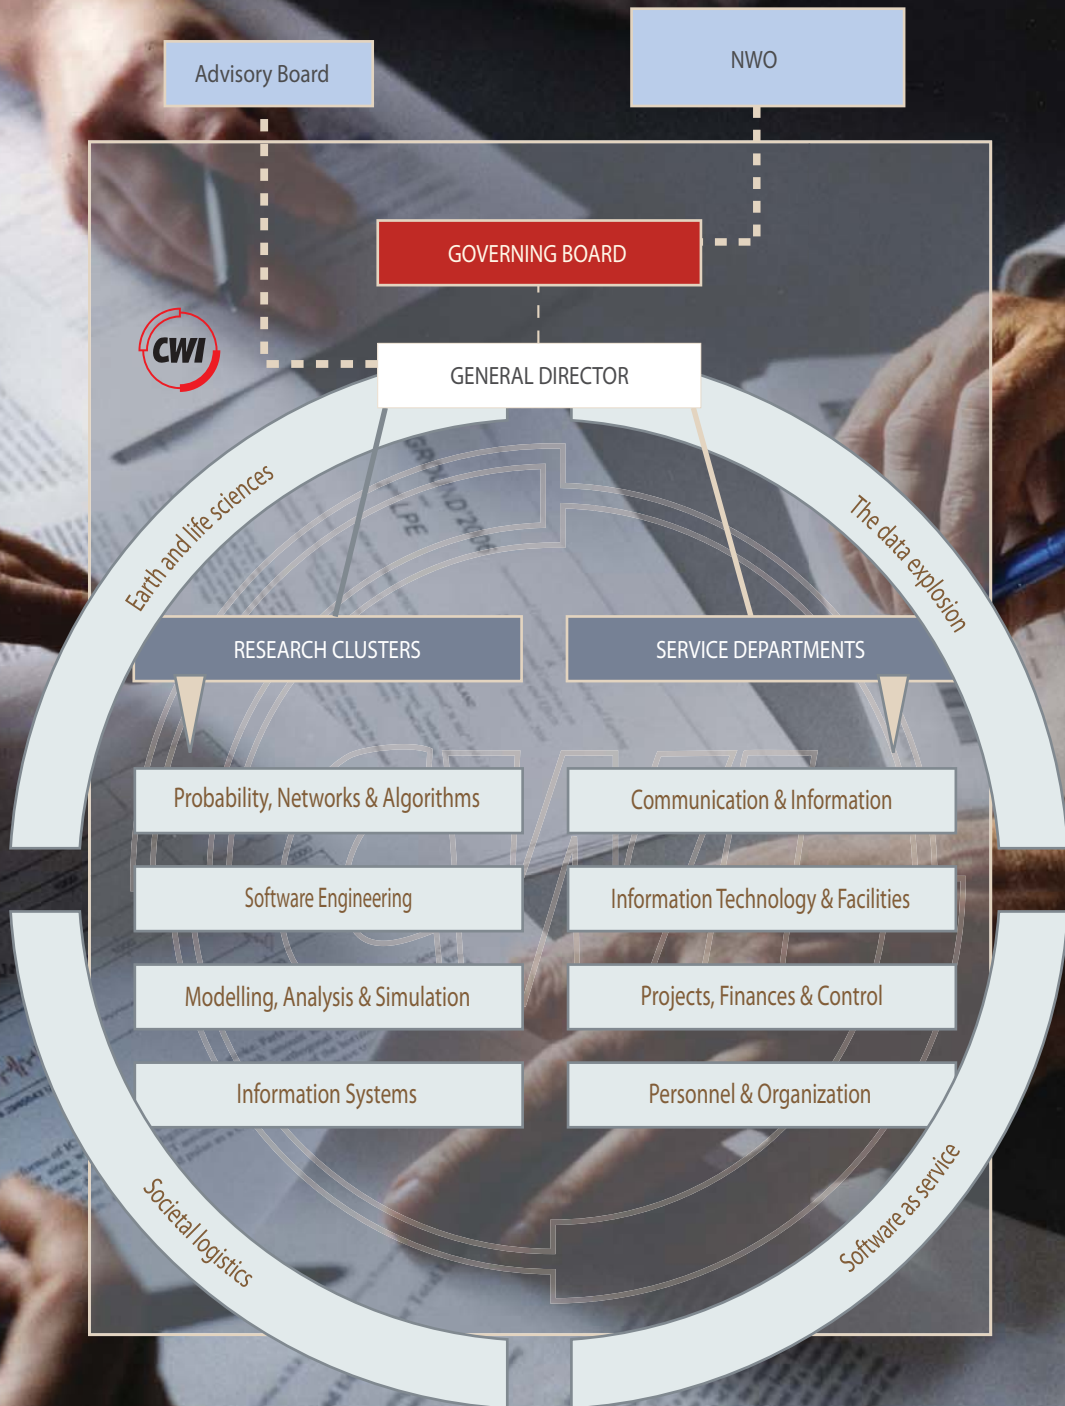 Advisory Board
NWO
GOVERNING BOARD
CWI
GENERAL DIRECTOR
GROUND'2006
Earth and life sciences
The data explosion
RESEARCH CLUSTERS
SERVICE DEPARTMENTS
Probability, Networks & Algorithms
Communication & Information
Software Engineering
Information Technology & Facilities
Modelling, Analysis & Simulation
Projects, Finances & Control
Information Systems
Personnel & Organization
Societal logistics
Software as service